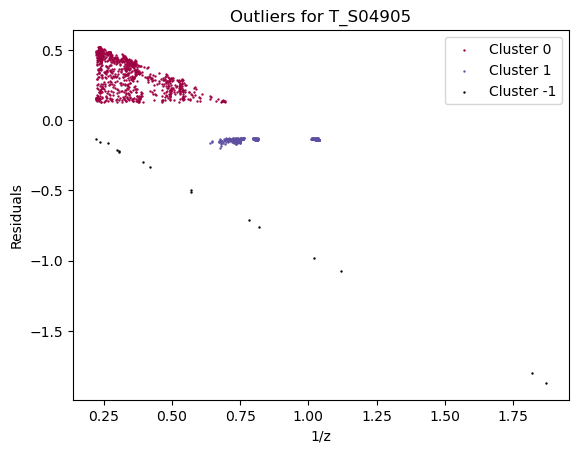 Outliers for T_S04905
Cluster 0
Cluster 1
Cluster -1
Residuals
0.5
0.0
−0.5
−1.0
−1.5
0.25 0.50 0.75 1.00 1.25 1.50 1.75
1/z